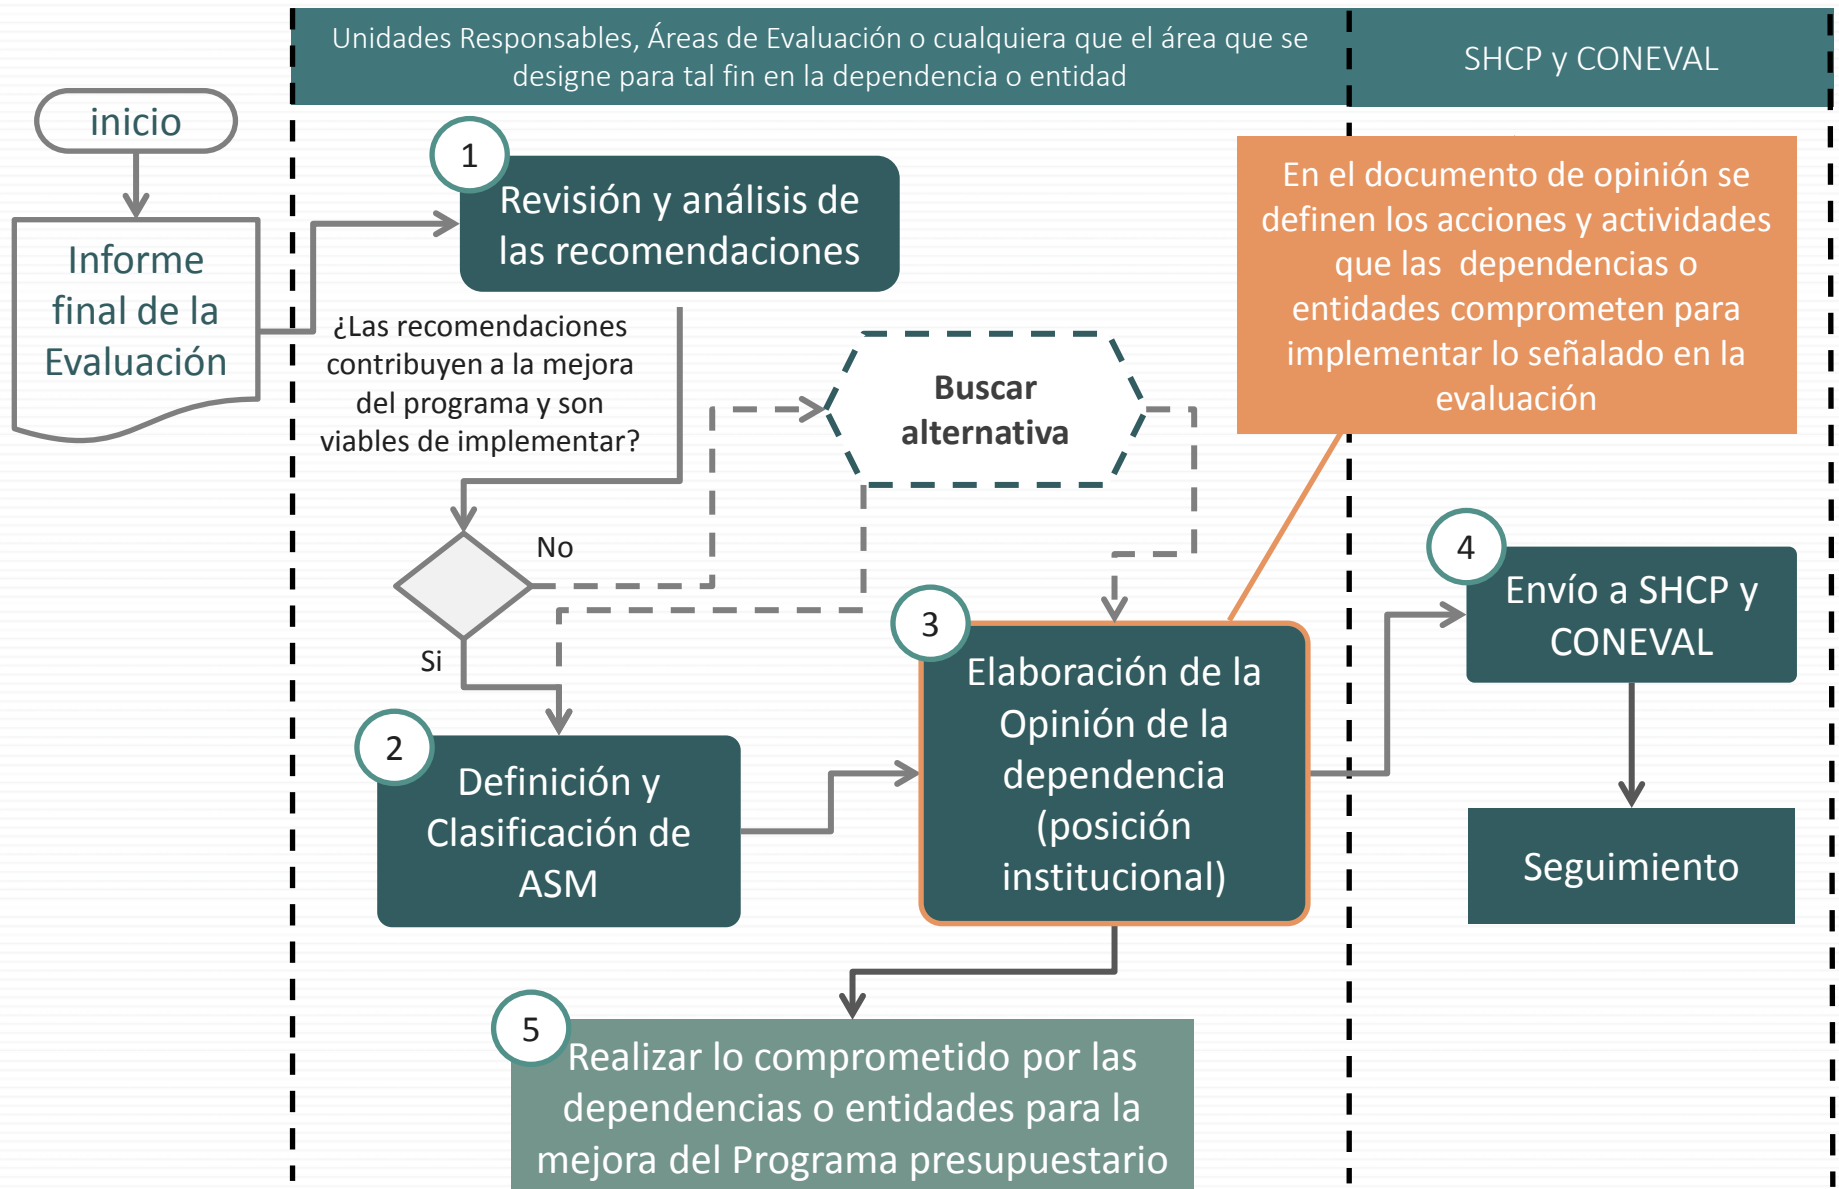 Unidades Responsables, Áreas de Evaluación o cualquiera que el área que se
designe para tal fin en la dependencia o entidad
SHCP y CONEVAL
inicio
Informe
final de la
Evaluación
1
Revisión y análisis de
las recomendaciones
¿Las recomendaciones
contribuyen a la mejora
del programa y son
viables de implementar?
Buscar
alternativa
En el documento de opinión se
definen los acciones y actividades
que las dependencias o
entidades comprometen para
implementar lo señalado en la
evaluación
No
Si
2
Definición y
Clasificación de
ASM
3
Elaboración de la
Opinión de la
dependencia
(posición
institucional)
4
Envío a SHCP y
CONEVAL
Seguimiento
5
Realizar lo comprometido por las
dependencias o entidades para la
mejora del Programa presupuestario